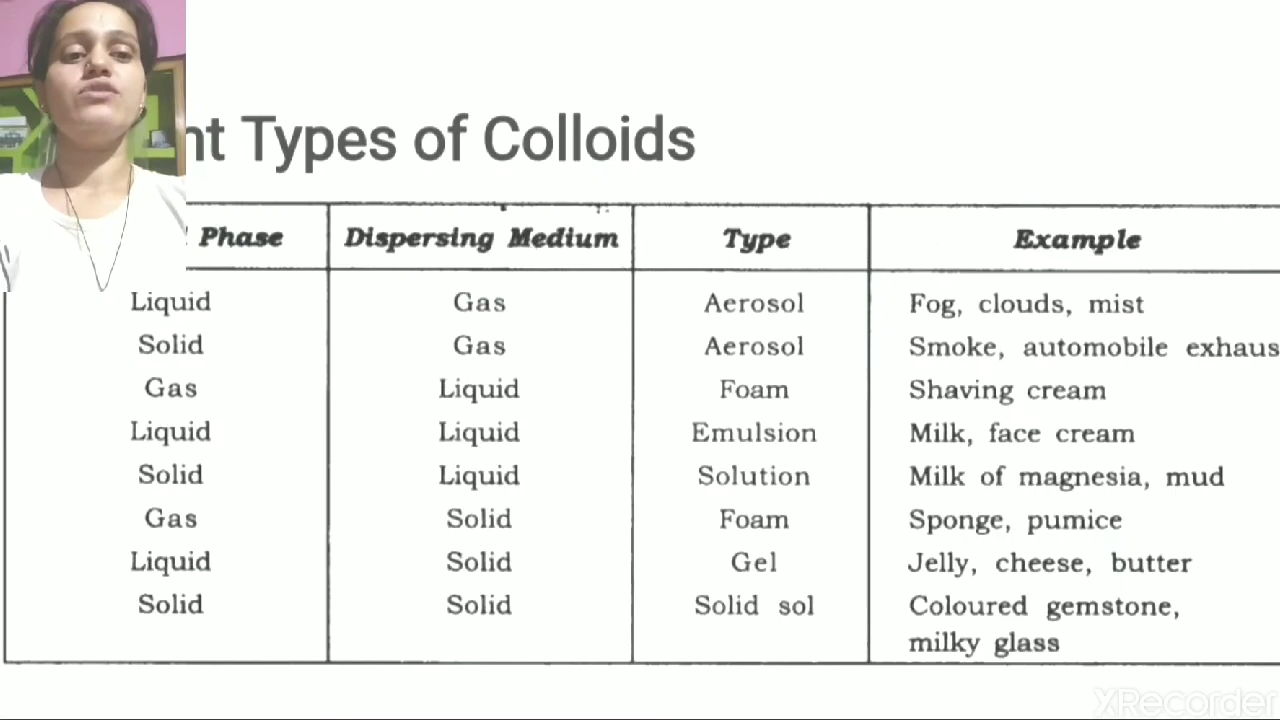 nt Types of Colloids
Phase Dispersing Medium Type Example
Liquid Gas Aerosol Fog, clouds, mist
Solid Gas Aerosol Smoke, automobile exhaus
Gas Liquid Foam Shaving cream
Liquid Liquid Emulsion Milk, face cream
Solid Liquid Solution Milk of magnesia, mud
Gas Solid Foam Sponge, pumice
Liquid Solid Gel Jelly, cheese, butter
Solid Solid Solid sol Coloured gemstone,
milky glass
XRecorder